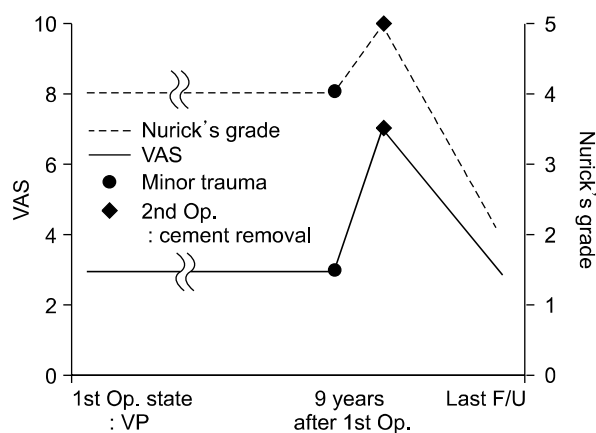 10
8
6
4
2
0
VAS
Nurick's grade
VAS
Minor trauma
2nd Op.
: cement removal
5
4
3
2
1
0
Nurick's grade
1st Op. state
: VP
9 years
after 1st Op.
Last F/U